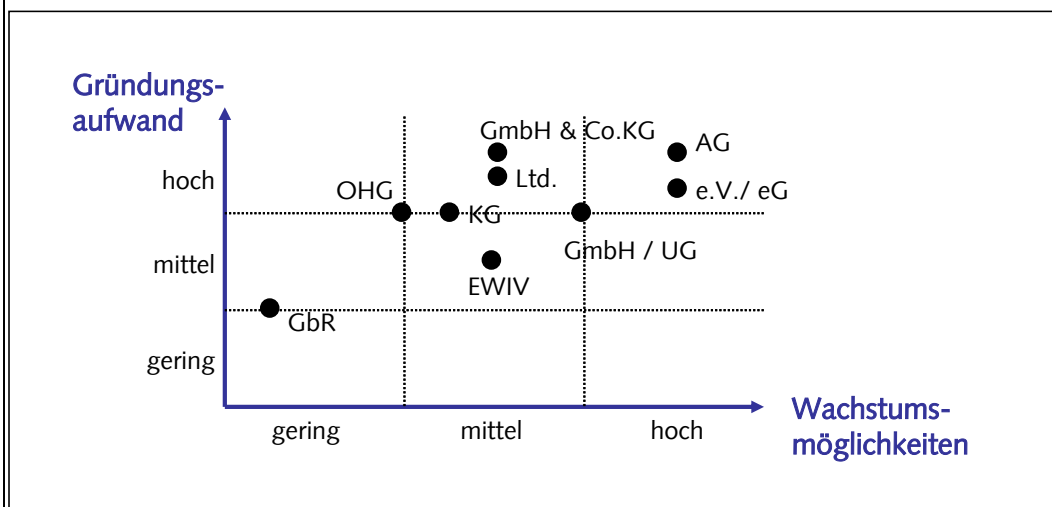 Gründungs-
aufwand
GmbH & Co.KG
AG
hoch
Ltd.
OHG
e.V./ eG
KG
GmbH / UG
mittel
EWIV
GbR
gering
gering
mittel
hoch
Wachstums-
möglichkeiten